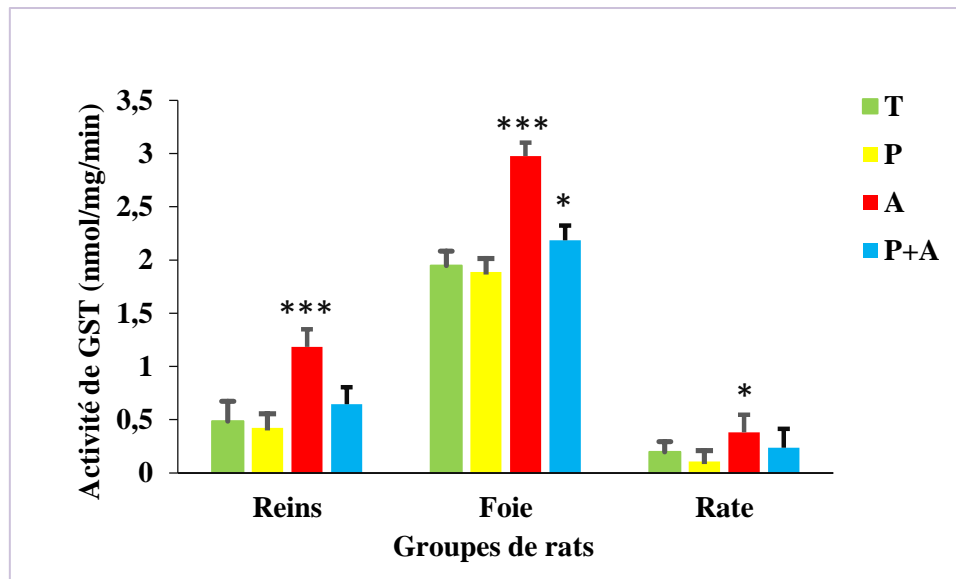 Activité de GST (nmol/mg/min)
3,5
3
2,5
2
1,5
1
0,5
0
***
***
*
*
Reins
Foie
Rate
Groupes de rats
T
P
A
P+A